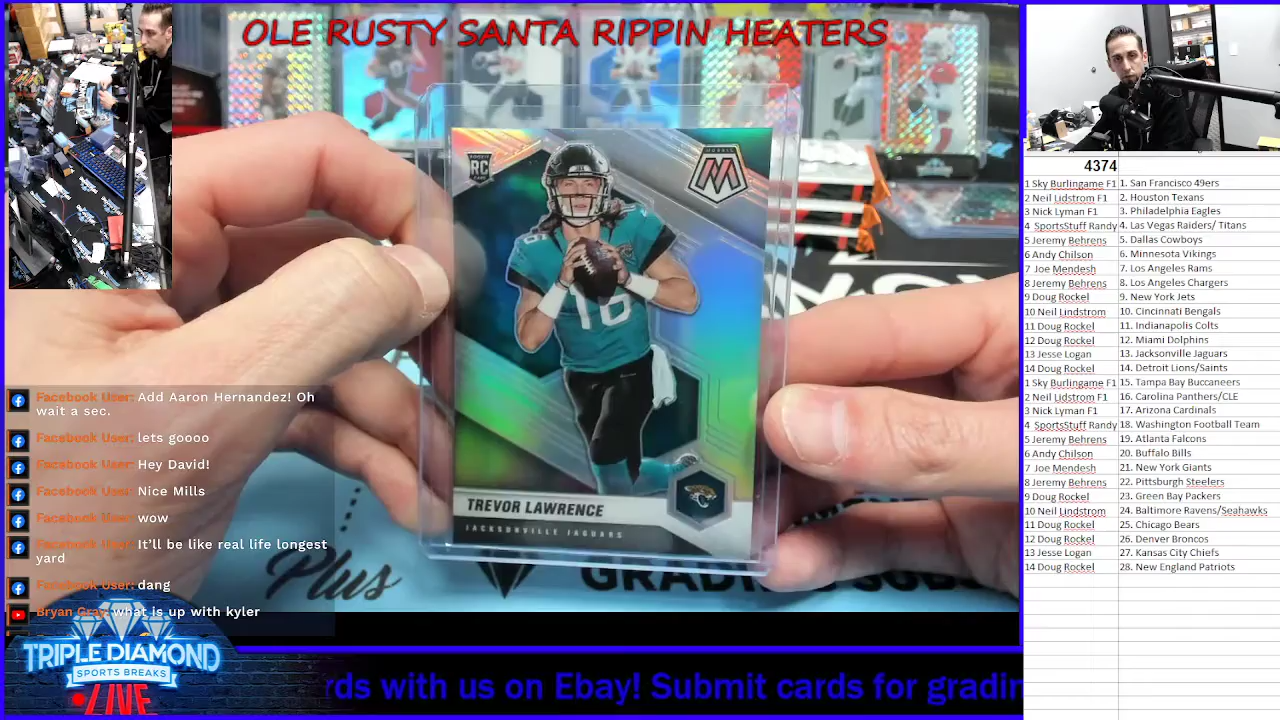 OLE RUSTY SANTA RIPPIN HEATERS
ROOKIE
RC
MOSAIC
16
TREVOR LAWRENCE
JACKSONVILLE JAGUARS
Plus
Facebook User: Add Aaron Hernandez! Oh
wait a sec.
Facebook User: lets goooo
Facebook User: Hey David!
Facebook User: Nice Mills
Facebook User: wow
Facebook User: It'll be like real life longest
yard
Facebook User: dang
Bryan Gray: what is up with kyler
TRIPLE DIAMOND
SPORTS BREAKS
LIVE
rds with us on Ebay! Submit cards for gradin
4374
1 Sky Burlingame F1 1. San Francisco 49ers
2 Neil Lidstrom F1 2. Houston Texans
3 Nick Lyman F1 3. Philadelphia Eagles
4 SportsStuff Randy 4. Las Vegas Raiders/ Titans
5 Jeremy Behrens 5. Dallas Cowboys
6 Andy Chilson 6. Minnesota Vikings
7 Joe Mendesh 7. Los Angeles Rams
8 Jeremy Behrens 8. Los Angeles Chargers
9 Doug Rockel 9. New York Jets
10 Neil Lindstrom 10. Cincinnati Bengals
11 Doug Rockel 11. Indianapolis Colts
12 Doug Rockel 12. Miami Dolphins
13 Jesse Logan 13. Jacksonville Jaguars
14 Doug Rockel 14. Detroit Lions/Saints
1 Sky Burlingame F1 15. Tampa Bay Buccaneers
2 Neil Lidstrom F1 16. Carolina Panthers/CLE
3 Nick Lyman F1 17. Arizona Cardinals
4 SportsStuff Randy 18. Washington Football Team
5 Jeremy Behrens 19. Atlanta Falcons
6 Andy Chilson 20. Buffalo Bills
7 Joe Mendesh 21. New York Giants
8 Jeremy Behrens 22. Pittsburgh Steelers
9 Doug Rockel 23. Green Bay Packers
10 Neil Lindstrom 24. Baltimore Ravens/Seahawks
11 Doug Rockel 25. Chicago Bears
12 Doug Rockel 26. Denver Broncos
13 Jesse Logan 27. Kansas City Chiefs
14 Doug Rockel 28. New England Patriots